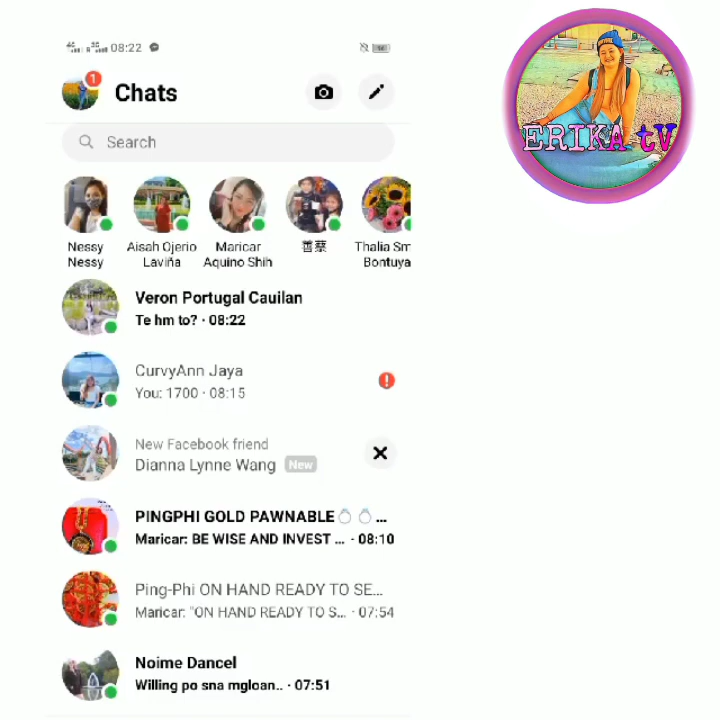 08:22
1
Chats
Search
Nessy
Nessy
Aisah Ojerio
Laviña
Maricar
Aquino Shih
善蔡
Thalia Sm
Bontuya
Veron Portugal Cauilan
Te hm to? · 08:22
CurvyAnn Jaya
You: 1700 · 08:15
New Facebook friend
Dianna Lynne Wang New
PINGPHI GOLD PAWNABLE💍💍...
Maricar: BE WISE AND INVEST ... · 08:10
Ping-Phi ON HAND READY TO SE...
Maricar: "ON HAND READY TO S... · 07:54
Noime Dancel
Willing po sna mgloan.. · 07:51
ERIKA tV